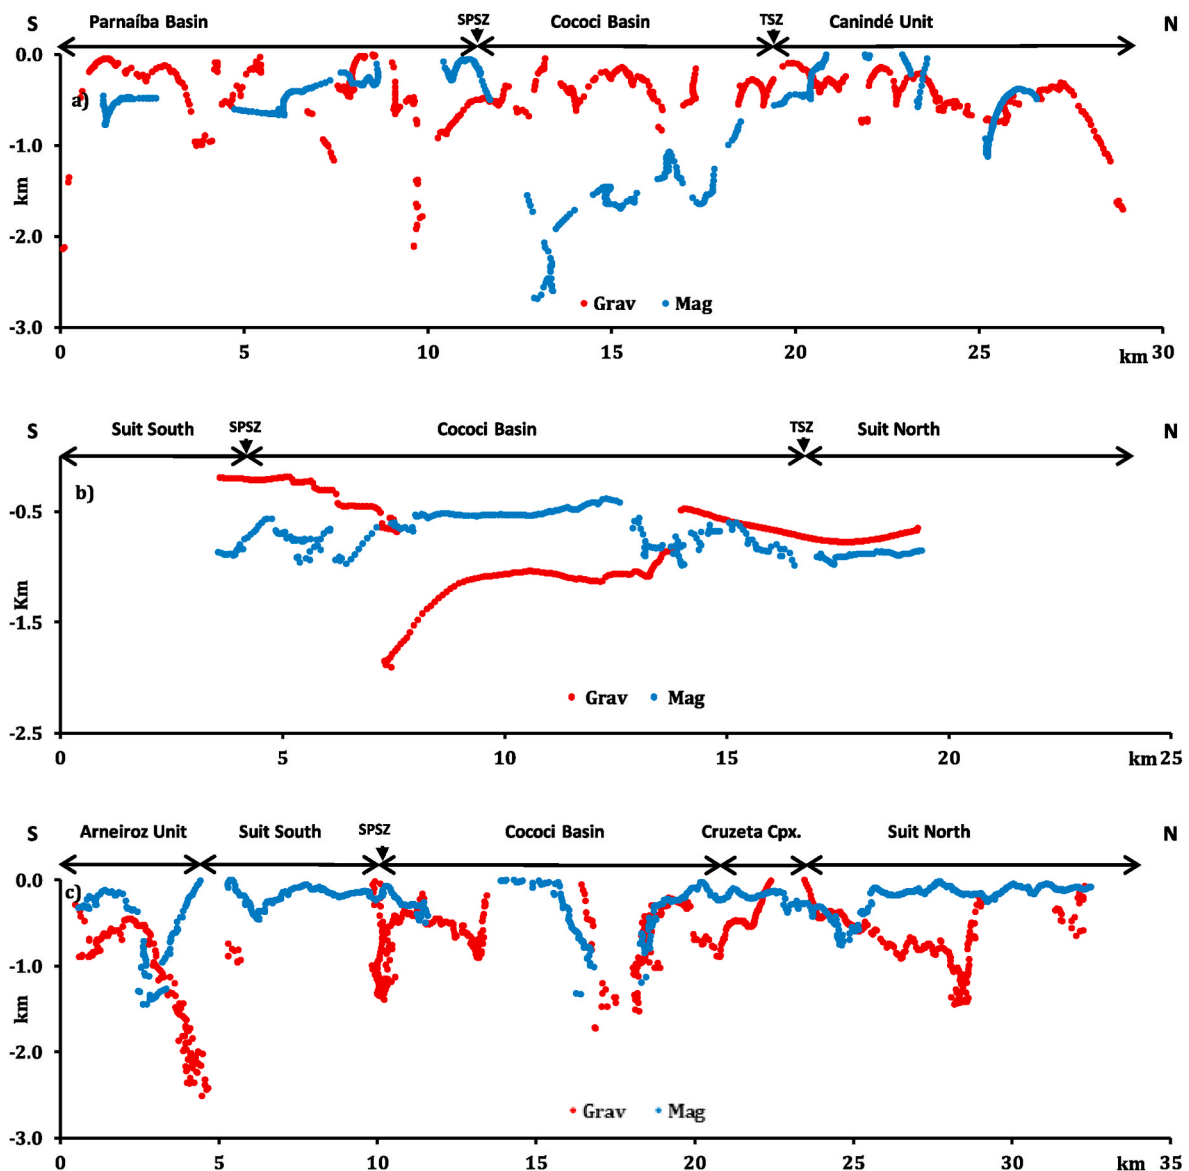 S Parnaíba Basin SPSZ Cococi Basin TSZ Canindé Unit N
0.0
a)
-1.0
km
-2.0
Grav Mag
-3.0
0 5 10 15 20 25 km 30
S Suit South SPSZ Cococi Basin TSZ Suit North N
b)
-0.5
Km
-1.5
Grav Mag
-2.5
0 5 10 15 20 km 25
S Arneiroz Unit Suit South SPSZ Cococi Basin Cruzeta Cpx. Suit North N
0.0
c)
-1.0
km
-2.0
Grav Mag
-3.0
0 5 10 15 20 25 30 km